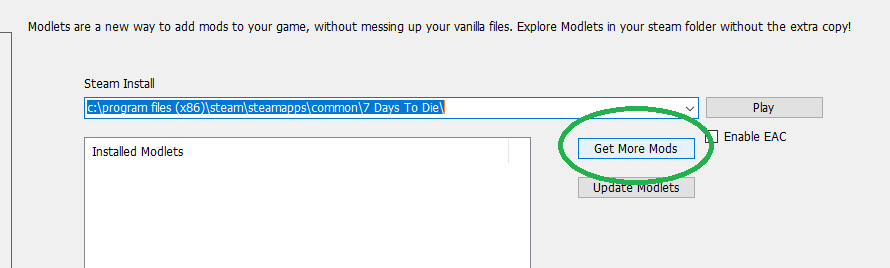 Modlets are a new way to add mods to your game, without messing up your vanilla files. Explore Modlets in your steam folder without the extra copy!
Steam Install
c:\program files (x86)\steam\steamapps\common\7 Days To Die\
Play
Get More Mods
Enable EAC
Installed Modlets
Update Modlets